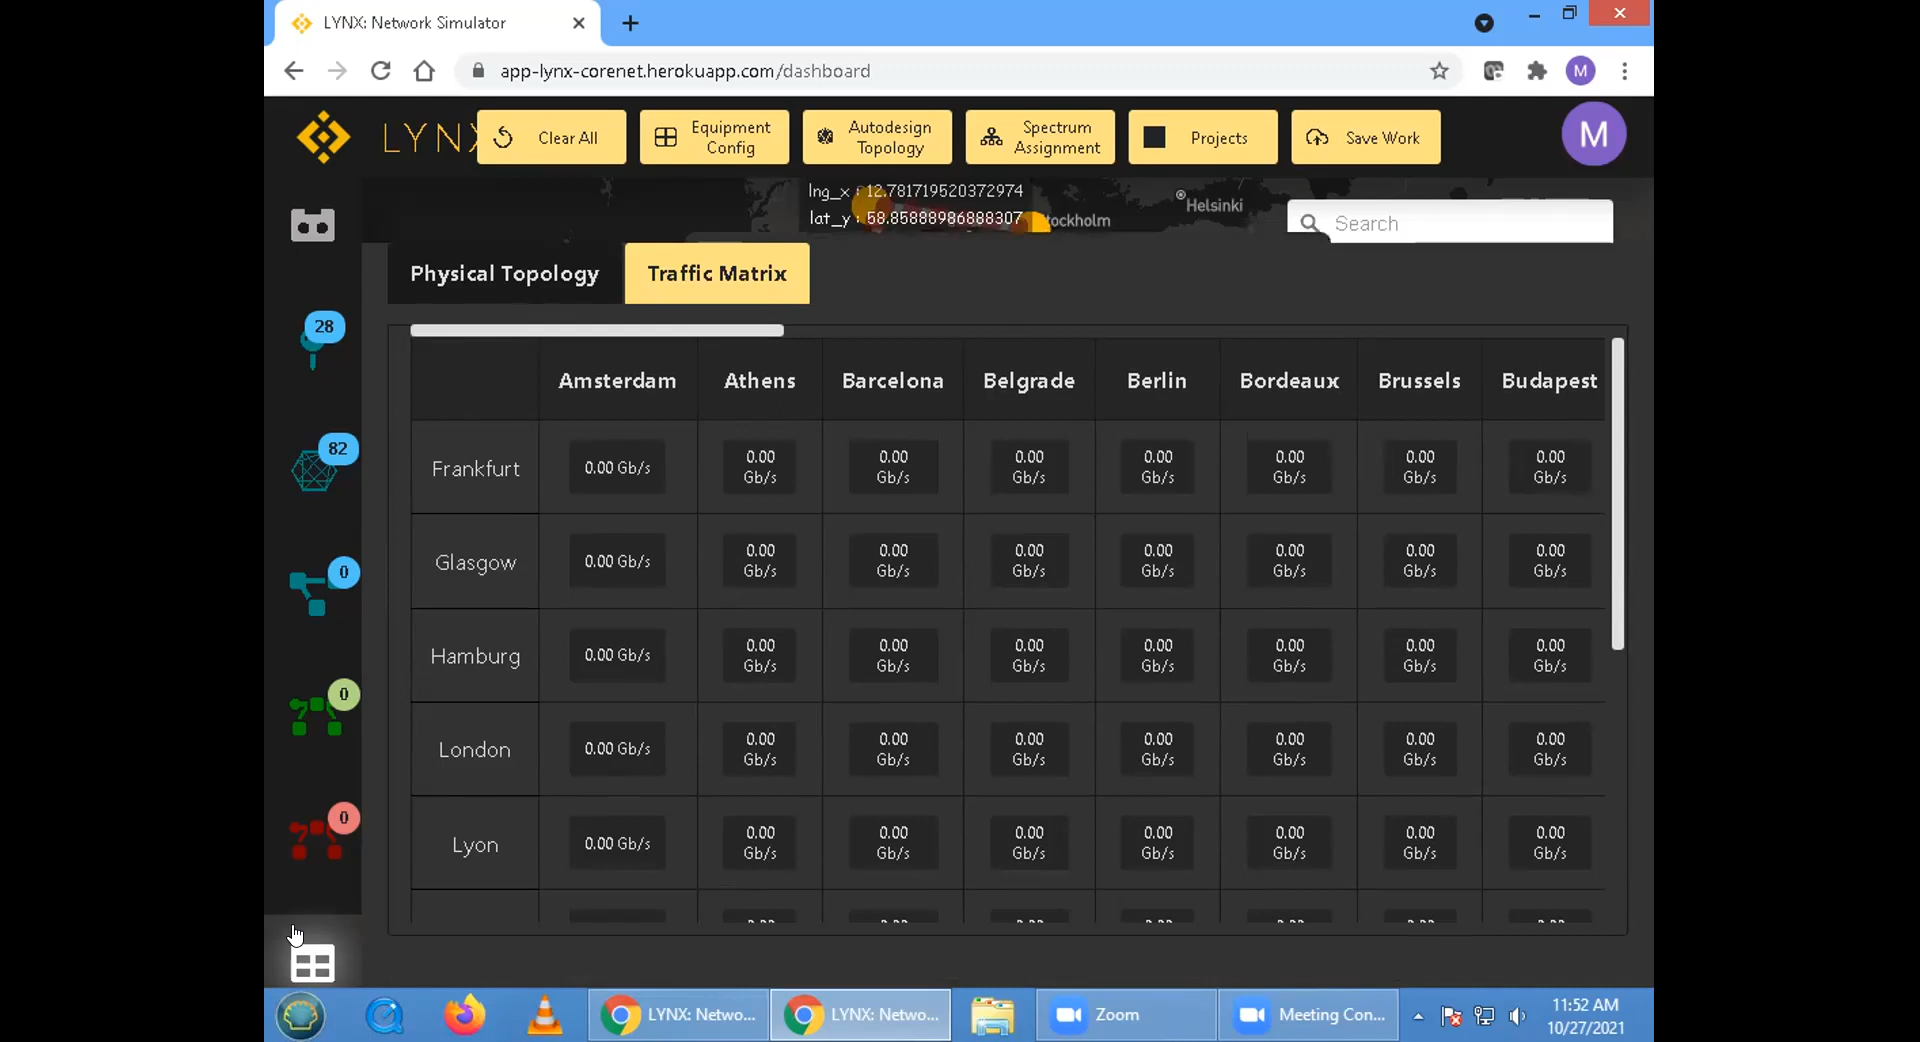 LYNX: Network Simulator
app-lynx-corenet.herokuapp.com/dashboard
M
LYNX
Clear All
Equipment
Config
Autodesign
Topology
Spectrum
Assignment
Projects
Save Work
M
lng_x : 12.781719520372974
lat_y : 58.85888986888307
tockholm
Helsinki
Search
Physical Topology
Traffic Matrix
28
82
0
0
0
Amsterdam Athens Barcelona Belgrade Berlin Bordeaux Brussels Budapest
Frankfurt 0.00 Gb/s 0.00 Gb/s 0.00 Gb/s 0.00 Gb/s 0.00 Gb/s 0.00 Gb/s 0.00 Gb/s 0.00 Gb/s
Glasgow 0.00 Gb/s 0.00 Gb/s 0.00 Gb/s 0.00 Gb/s 0.00 Gb/s 0.00 Gb/s 0.00 Gb/s 0.00 Gb/s
Hamburg 0.00 Gb/s 0.00 Gb/s 0.00 Gb/s 0.00 Gb/s 0.00 Gb/s 0.00 Gb/s 0.00 Gb/s 0.00 Gb/s
London 0.00 Gb/s 0.00 Gb/s 0.00 Gb/s 0.00 Gb/s 0.00 Gb/s 0.00 Gb/s 0.00 Gb/s 0.00 Gb/s
Lyon 0.00 Gb/s 0.00 Gb/s 0.00 Gb/s 0.00 Gb/s 0.00 Gb/s 0.00 Gb/s 0.00 Gb/s 0.00 Gb/s
LYNX: Netwo...
LYNX: Netwo...
Zoom
Meeting Con...
11:52 AM
10/27/2021